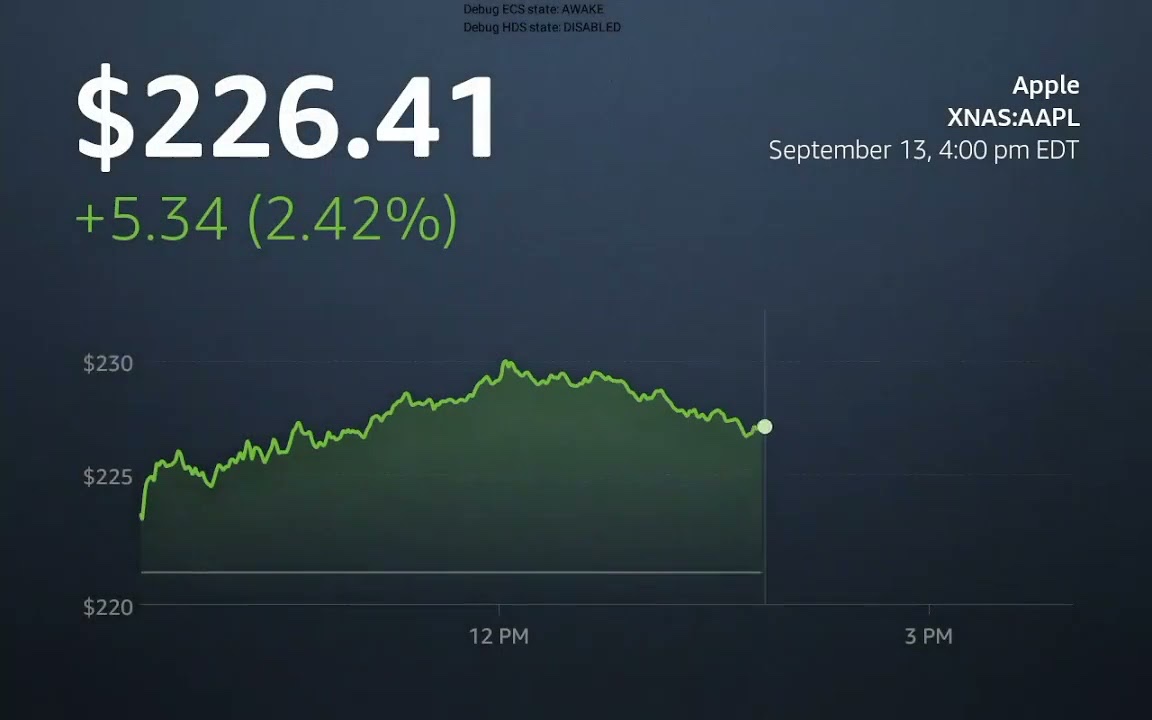 Debug ECS state: AWAKE
Debug HDS state: DISABLED
$226.41
+5.34 (2.42%)
Apple
XNAS:AAPL
September 13, 4:00 pm EDT
$230
$225
$220
12 PM
3 PM